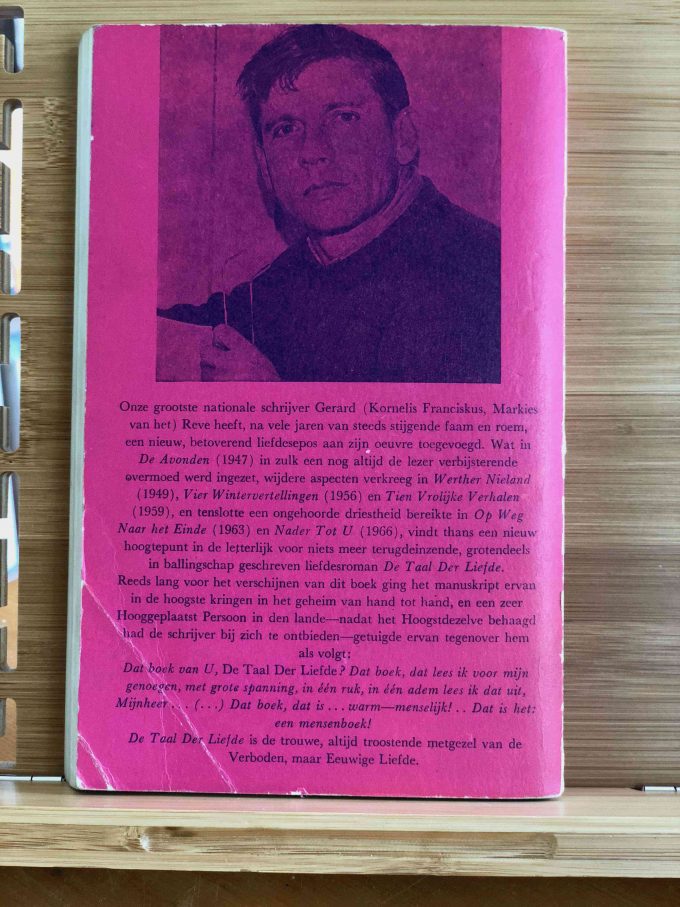 Onze grootste nationale schrijver Gerard (Kornelis Franciskus, Markies
van het) Reve heeft, na vele jaren van steeds stijgende faam en roem,
een nieuw, betoverend liefdesepos aan zijn oeuvre toegevoegd. Wat in
De Avonden (1947) in zulk een nog altijd de lezer verbijsterende
overmoed werd ingezet, wijdere aspecten verkreeg in Werther Nieland
(1949), Vier Wintervertellingen (1956) en Tien Vrolijke Verhalen
(1959), en tenslotte een ongehoorde driestheid bereikte in Op Weg
Naar het Einde (1963) en Nader Tot U (1966), vindt thans een nieuw
hoogtepunt in de letterlijk voor niets meer terugdeinzende, grotendeels
in ballingschap geschreven liefdesroman De Taal Der Liefde.
Reeds lang voor het verschijnen van dit boek ging het manuskript ervan
in de hoogste kringen in het geheim van hand tot hand, en een zeer
Hooggeplaatst Persoon in den lande—nadat het Hoogstdezelve behaagd
had de schrijver bij zich te ontbieden—getuigde ervan tegenover hem
als volgt:
Dat boek van U, De Taal Der Liefde? Dat boek, dat lees ik voor mijn
genoegen, met grote spanning, in één ruk, in één adem lees ik dat uit,
Mijnheer... (...) Dat boek, dat is ... warm—menselijk! .. Dat is het:
een mensenboek!
De Taal Der Liefde is de trouwe, altijd troostende metgezel van de
Verboden, maar Eeuwige Liefde.